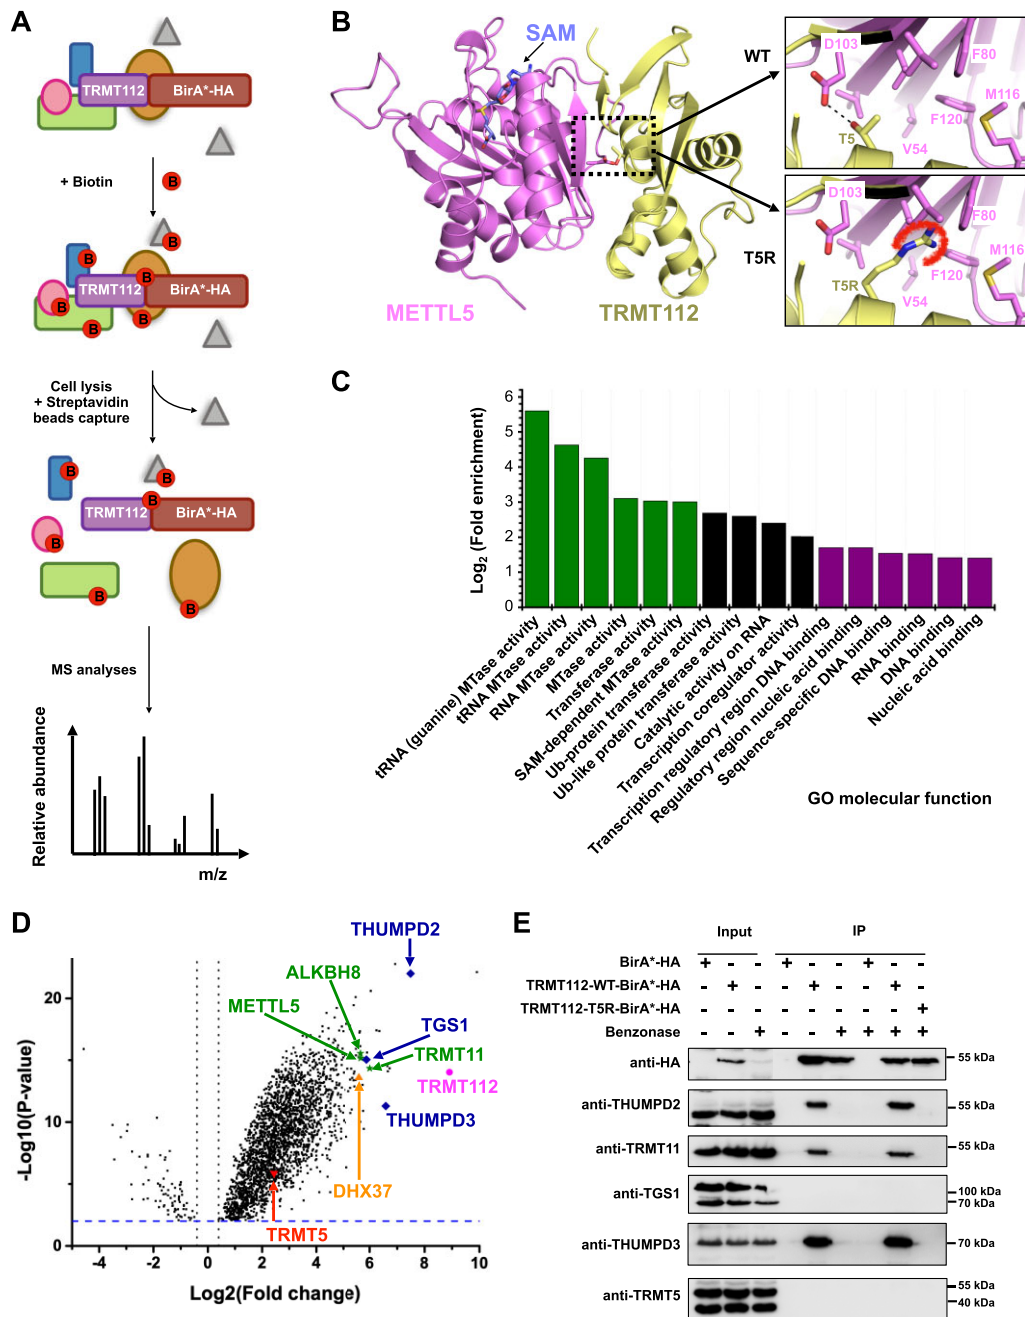 A
TRMT112
BirA*-HA
+ Biotin
B
B
B
TRMT112
B
BirA*-HA
B
B
B
Cell lysis
+ Streptavidin
beads capture
B
B
B
TRMT112
BirA*-HA
B
B
B
MS analyses
Relative abundance
m/z
B
SAM
METTL5
TRMT112
WT
T5R
D103
F80
M116
F120
T5
V54
D103
F80
M116
F120
T5R
V54
C
Log2 (Fold enrichment)
6
5
4
3
2
1
0
tRNA (guanine) MTase activity
tRNA MTase activity
RNA MTase activity
MTase activity
Transferase activity
SAM-dependent MTase activity
Ub-protein transferase activity
Ub-like protein transferase activity
Catalytic activity on RNA
Transcription coregulator activity
Transcription regulatory region DNA binding
Regulatory region nucleic acid binding
Sequence-specific DNA binding
RNA binding
DNA binding
Nucleic acid binding
GO molecular function
D
-Log10(P-value)
20
10
0
-4 -2 0 2 4 6 8 10
Log2(Fold change)
THUMPD2
ALKBH8
METTL5
TGS1
TRMT11
TRMT112
THUMPD3
DHX37
TRMT5
E
Input IP
BirA*-HA + - - + - - + - -
TRMT112-WT-BirA*-HA - + - - + - - + -
TRMT112-T5R-BirA*-HA - - + - - + - - +
Benzonase - - + - - - + + +
anti-HA 55 kDa
anti-THUMPD2 55 kDa
anti-TRMT11 55 kDa
anti-TGS1 100 kDa
70 kDa
anti-THUMPD3 70 kDa
anti-TRMT5 55 kDa
40 kDa